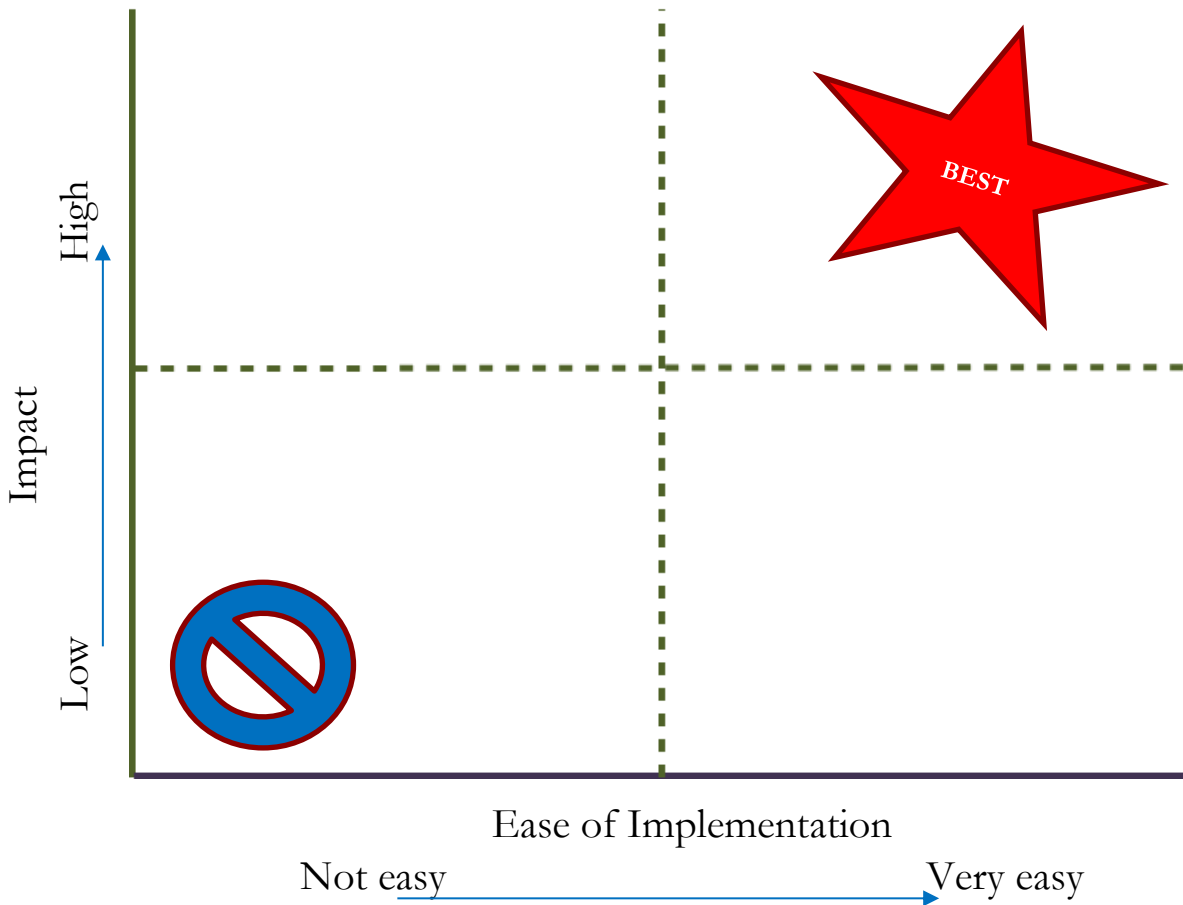 High
BEST
Impact
Low
Ease of Implementation
Not easy
Very easy